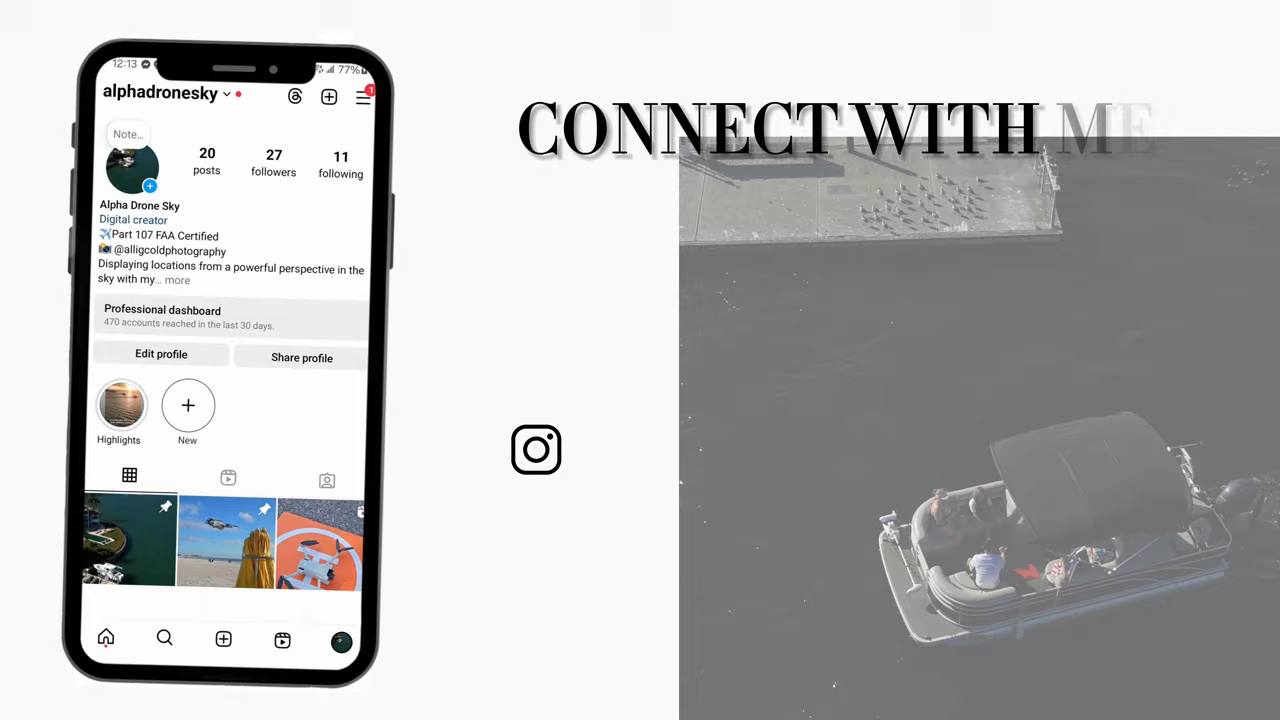 12:13
77%
alphadronesky
1
Note...
20 posts
27 followers
11 following
Alpha Drone Sky
Digital creator
✈️Part 107 FAA Certified
📸 @alligcoldphotography
Displaying locations from a powerful perspective in the
sky with my... more
Professional dashboard
470 accounts reached in the last 30 days.
Edit profile
Share profile
Highlights
New
CONNECT WITH ME